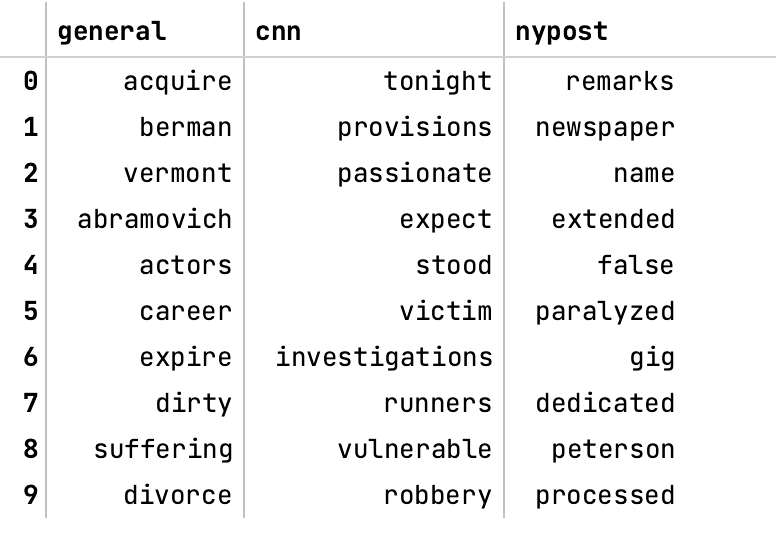 general cnn nypost
0 acquire tonight remarks
1 berman provisions newspaper
2 vermont passionate name
3 abramovich expect extended
4 actors stood false
5 career victim paralyzed
6 expire investigations gig
7 dirty runners dedicated
8 suffering vulnerable peterson
9 divorce robbery processed